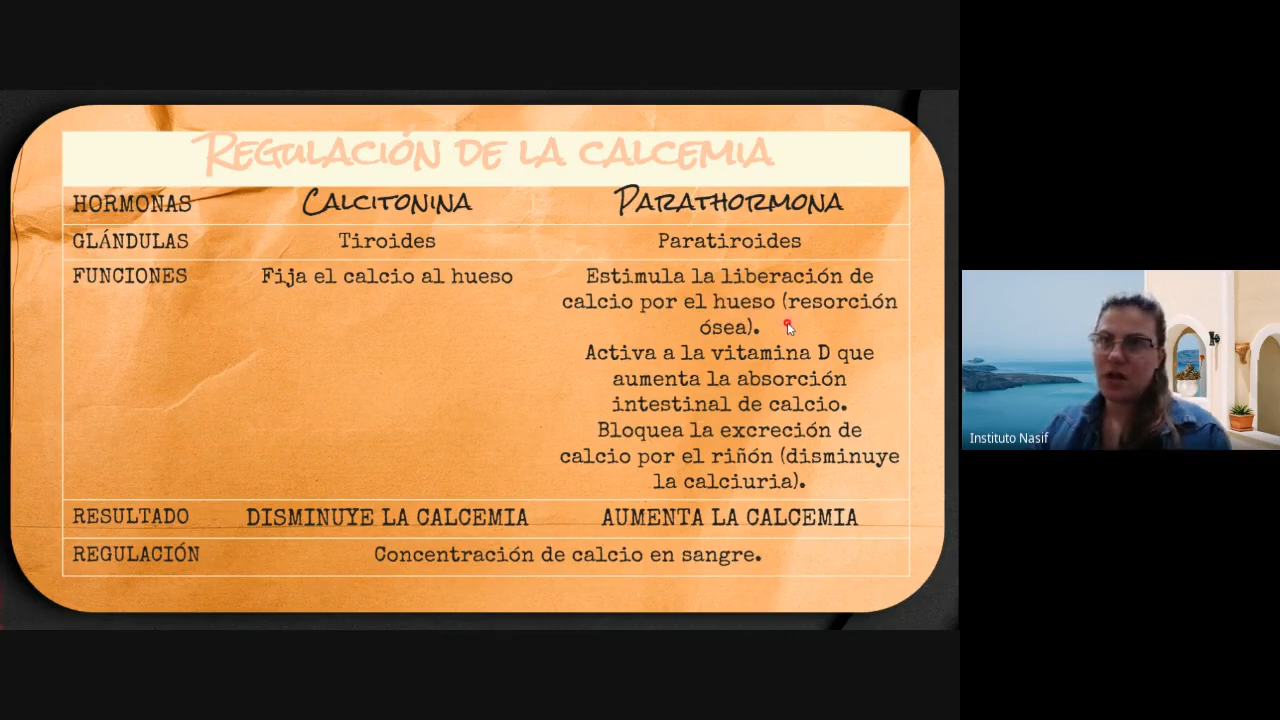 Regulación de la calcemia
HORMONAS Calcitonina Parathormona
GLÁNDULAS Tiroides Paratiroides
FUNCIONES Fija el calcio al hueso Estimula la liberación de
calcio por el hueso (resorción
ósea).
Activa a la vitamina D que
aumenta la absorción
intestinal de calcio.
Bloquea la excreción de
calcio por el riñón (disminuye
la calciuria).
RESULTADO DISMINUYE LA CALCEMIA AUMENTA LA CALCEMIA
REGULACIÓN Concentración de calcio en sangre.
Instituto Nasif